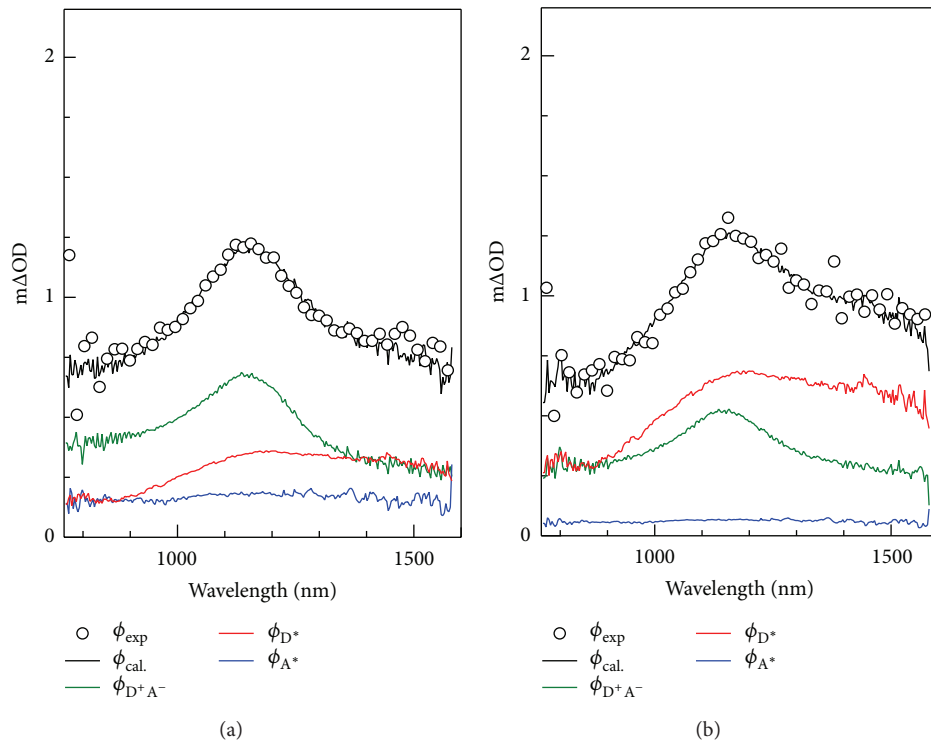 2
1
0
mΔOD
1000
1500
Wavelength (nm)
ϕexp
ϕcal.
ϕD+A−
ϕD*
ϕA*
(a)
2
1
0
mΔOD
1000
1500
Wavelength (nm)
ϕexp
ϕcal.
ϕD+A−
ϕD*
ϕA*
(b)